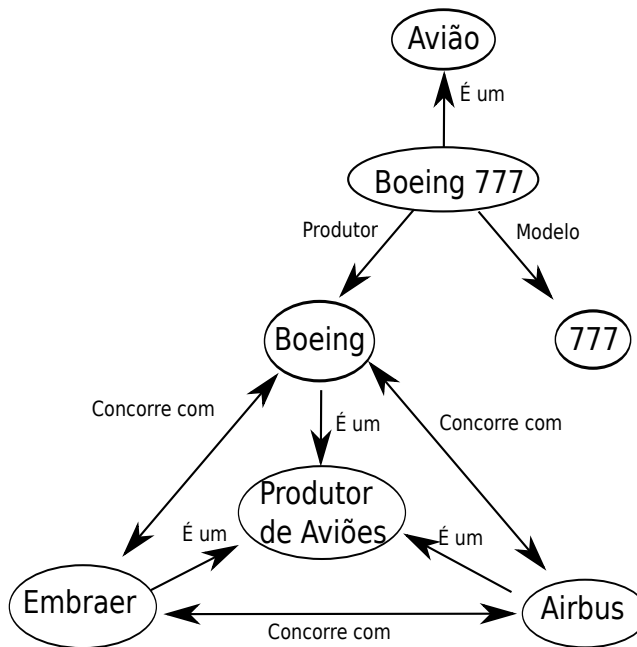 Avião
É um
Boeing 777
Produtor
Modelo
Boeing
777
Concorre com
É um
Concorre com
Produtor
de Aviões
É um
É um
Embraer
Airbus
Concorre com